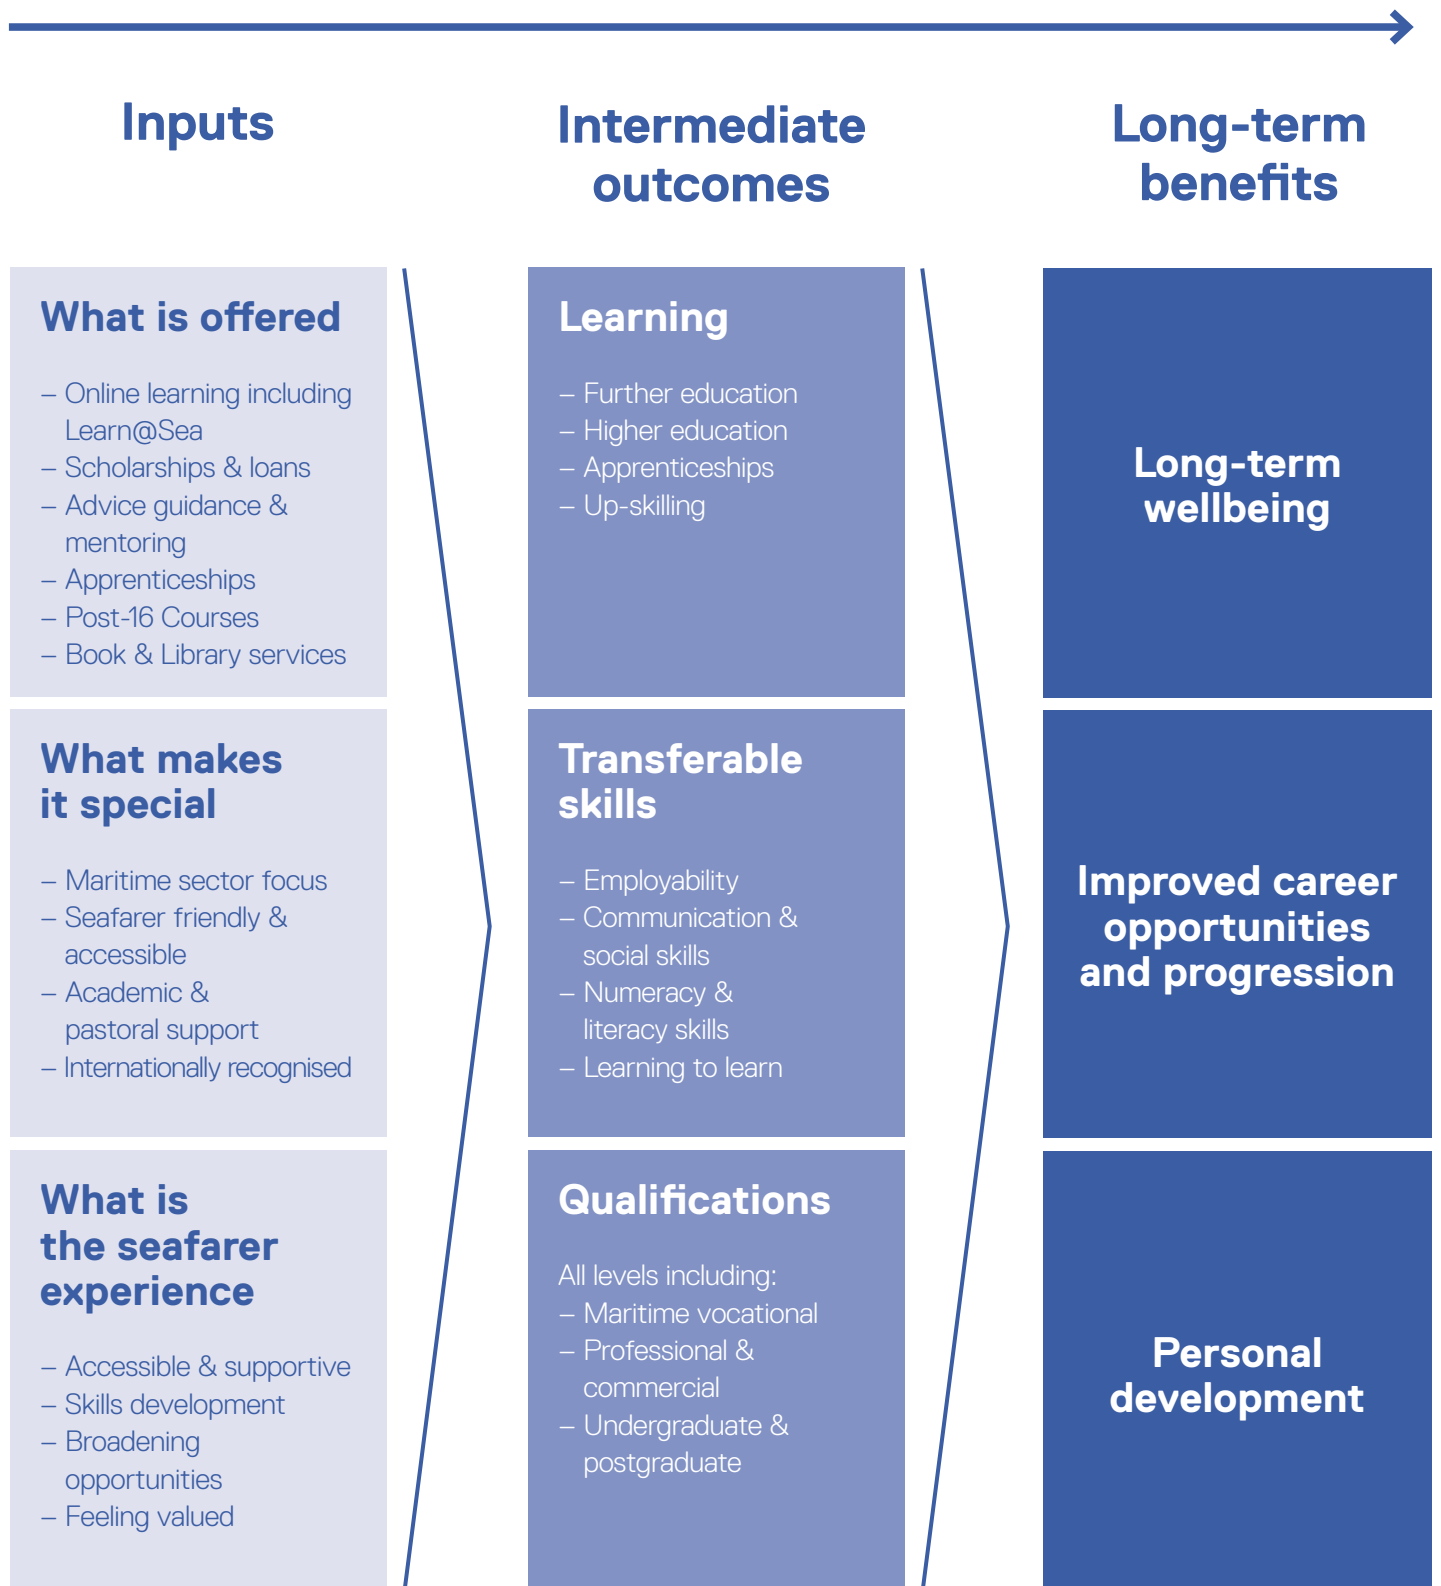 Inputs
Intermediate
outcomes
Long-term
benefits
What is offered
– Online learning including
Learn@Sea
– Scholarships & loans
– Advice guidance &
mentoring
– Apprenticeships
– Post-16 Courses
– Book & Library services
What makes
it special
– Maritime sector focus
– Seafarer friendly &
accessible
– Academic &
pastoral support
– Internationally recognised
What is
the seafarer
experience
– Accessible & supportive
– Skills development
– Broadening
opportunities
– Feeling valued
Learning
– Further education
– Higher education
– Apprenticeships
– Up-skilling
Transferable
skills
– Employability
– Communication &
social skills
– Numeracy &
literacy skills
– Learning to learn
Qualifications
All levels including:
– Maritime vocational
– Professional &
commercial
– Undergraduate &
postgraduate
Long-term
wellbeing
Improved career
opportunities
and progression
Personal
development